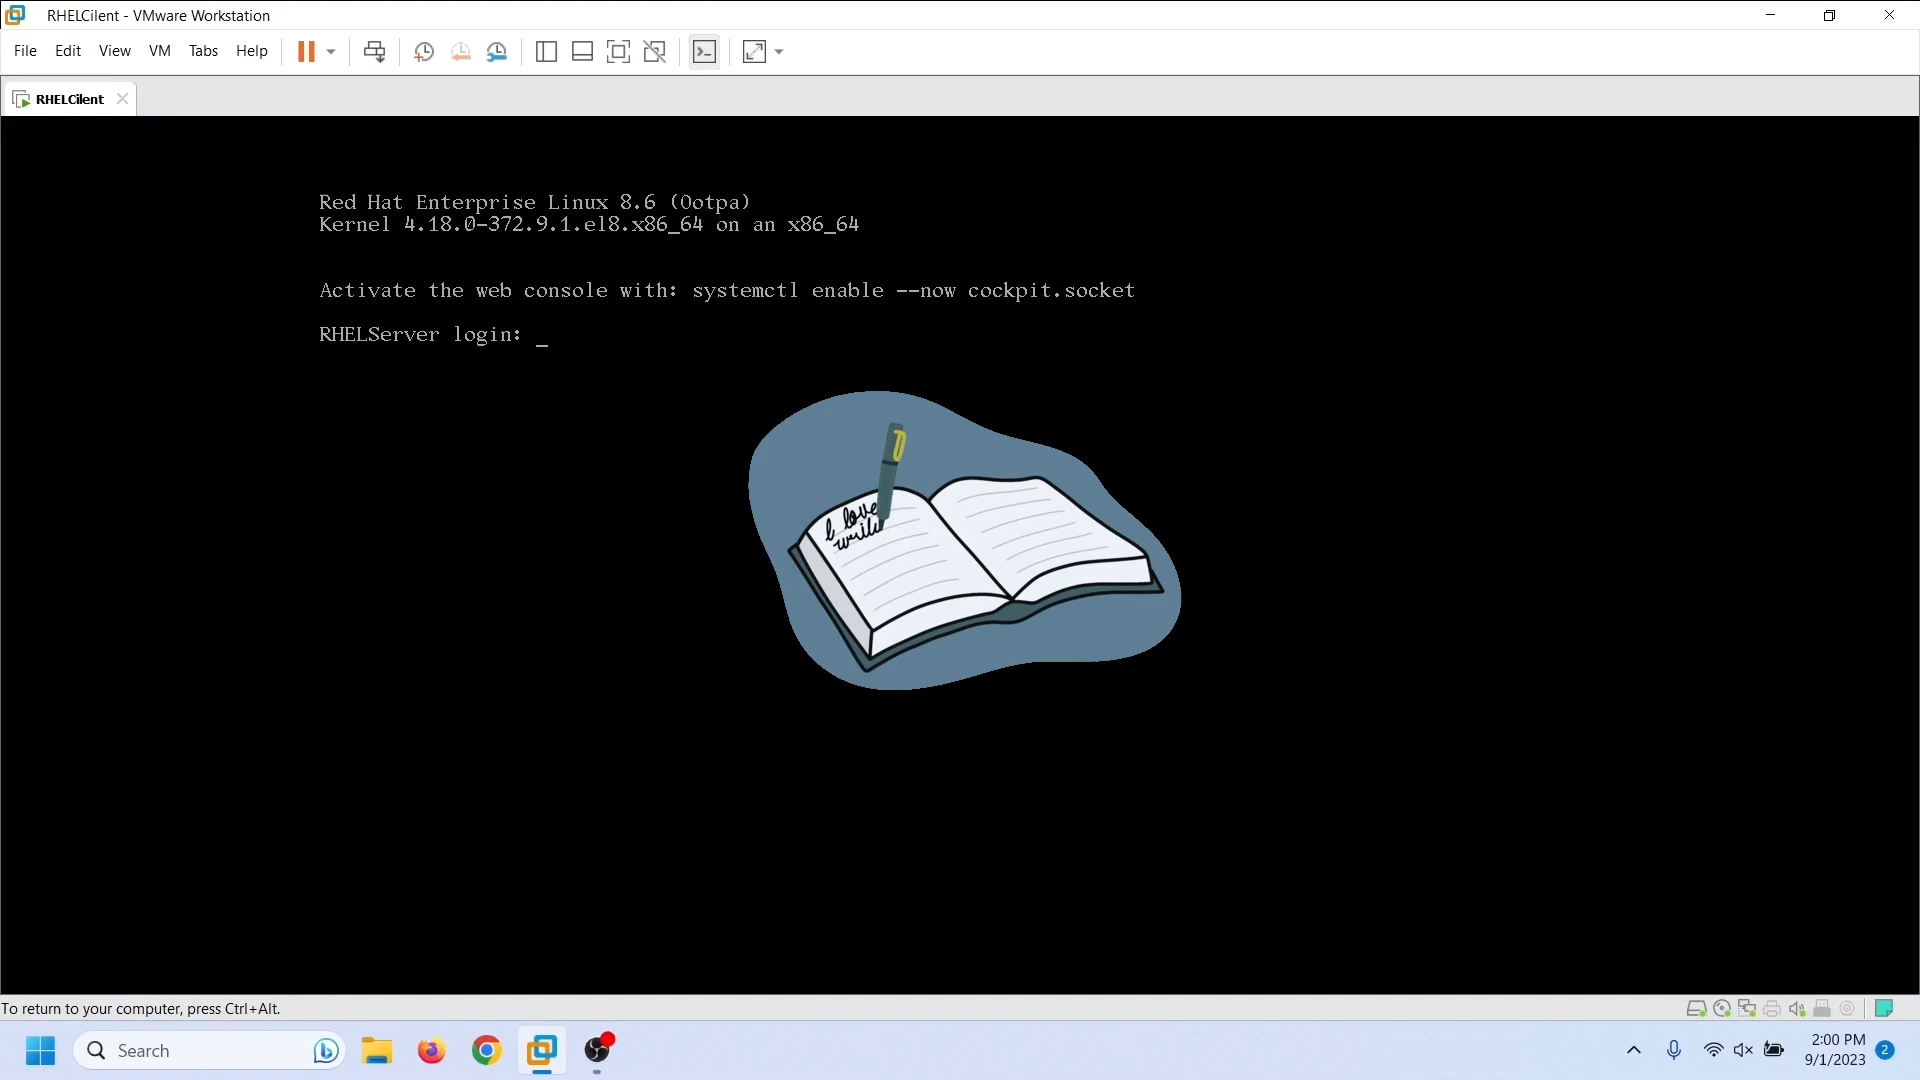 RHELCilent - VMware Workstation
File Edit View VM Tabs Help
RHELCilent
Red Hat Enterprise Linux 8.6 (Ootpa)
Kernel 4.18.0-372.9.1.el8.x86_64 on an x86_64
Activate the web console with: systemctl enable --now cockpit.socket
RHELServer login: _
I love
To return to your computer, press Ctrl+Alt.
Search
2:00 PM
9/1/2023
2